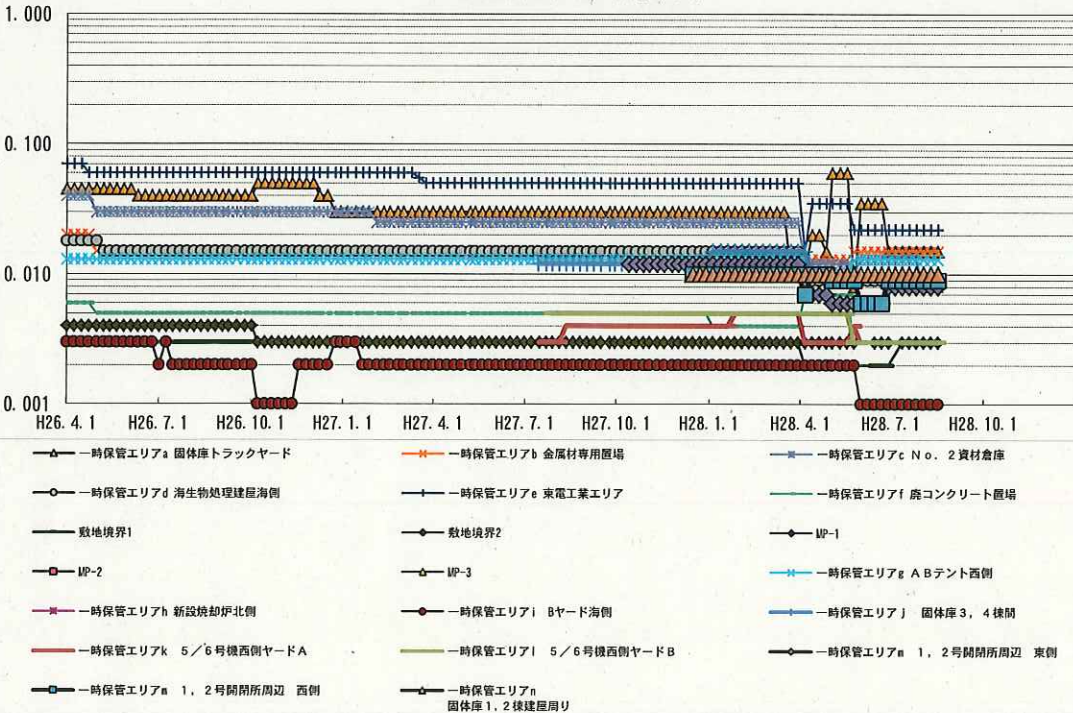 1.000
0.100
0.010
0.001
H26. 4. 1 H26. 7. 1 H26. 10. 1 H27. 1. 1 H27. 4. 1 H27. 7. 1 H27. 10. 1 H28. 1. 1 H28. 4. 1 H28. 7. 1 H28. 10. 1
一時保管エリアa 固体庫トラックヤード
一時保管エリアb 金属材専用置場
一時保管エリアc No. 2資材倉庫
一時保管エリアd 海生物処理建屋海側
一時保管エリアe 東電工業エリア
一時保管エリアf 廃コンクリート置場
敷地境界1
敷地境界2
MP-1
MP-2
MP-3
一時保管エリアg ABテント西側
一時保管エリアh 新設焼却炉北側
一時保管エリアi Bヤード海側
一時保管エリアj 固体庫3, 4棟間
一時保管エリアk 5/6号機西側ヤードA
一時保管エリアl 5/6号機西側ヤードB
一時保管エリアm 1, 2号開閉所周辺 東側
一時保管エリアm 1, 2号開閉所周辺 西側
一時保管エリアn
固体庫1, 2棟建屋周り